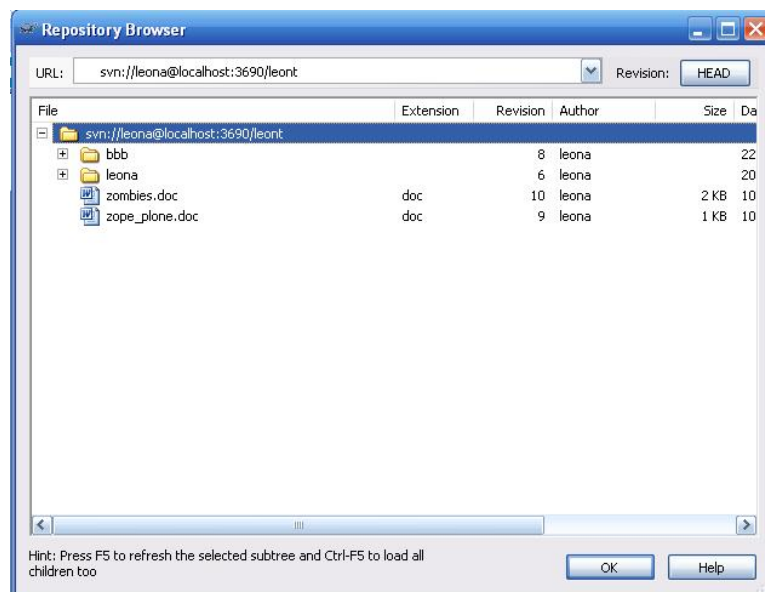 Repository Browser
URL: svn://leona@localhost:3690/leont Revision: HEAD
File Extension Revision Author Size Da
svn://leona@localhost:3690/leont
bbb 8 leona 22
leona 6 leona 20
zombies.doc doc 10 leona 2 KB 10
zope_plone.doc doc 9 leona 1 KB 10
Hint: Press F5 to refresh the selected subtree and Ctrl-F5 to load all
children too
OK Help